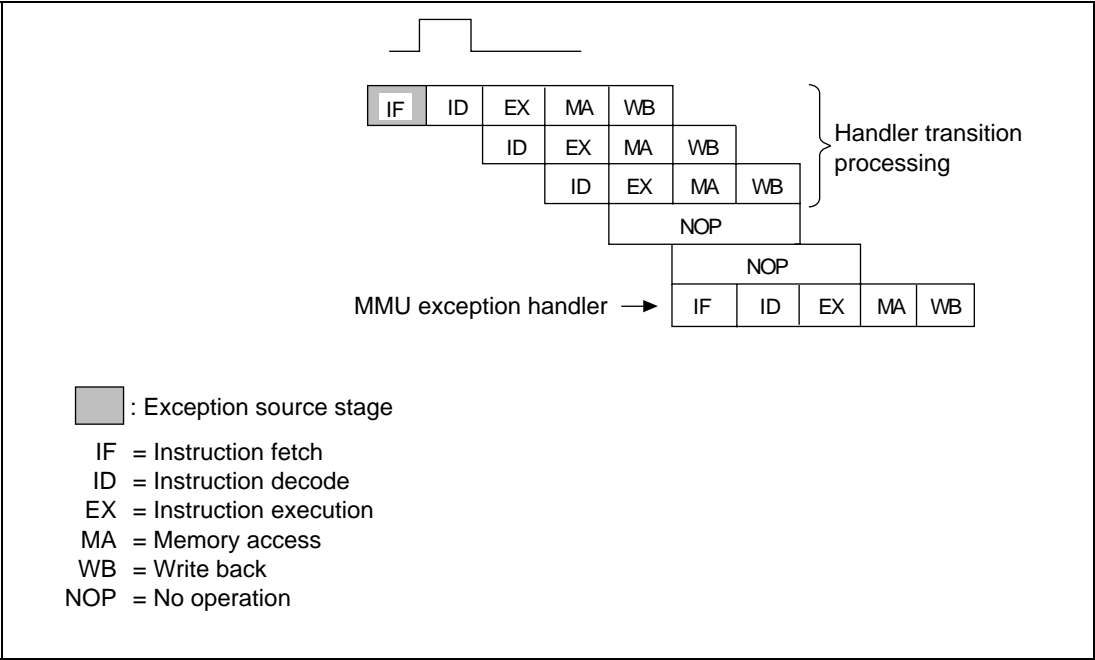 IF ID EX MA WB
ID EX MA WB
Handler transition
processing
ID EX MA WB
NOP
NOP
MMU exception handler
IF ID EX MA WB
: Exception source stage
IF = Instruction fetch
ID = Instruction decode
EX = Instruction execution
MA = Memory access
WB = Write back
NOP = No operation